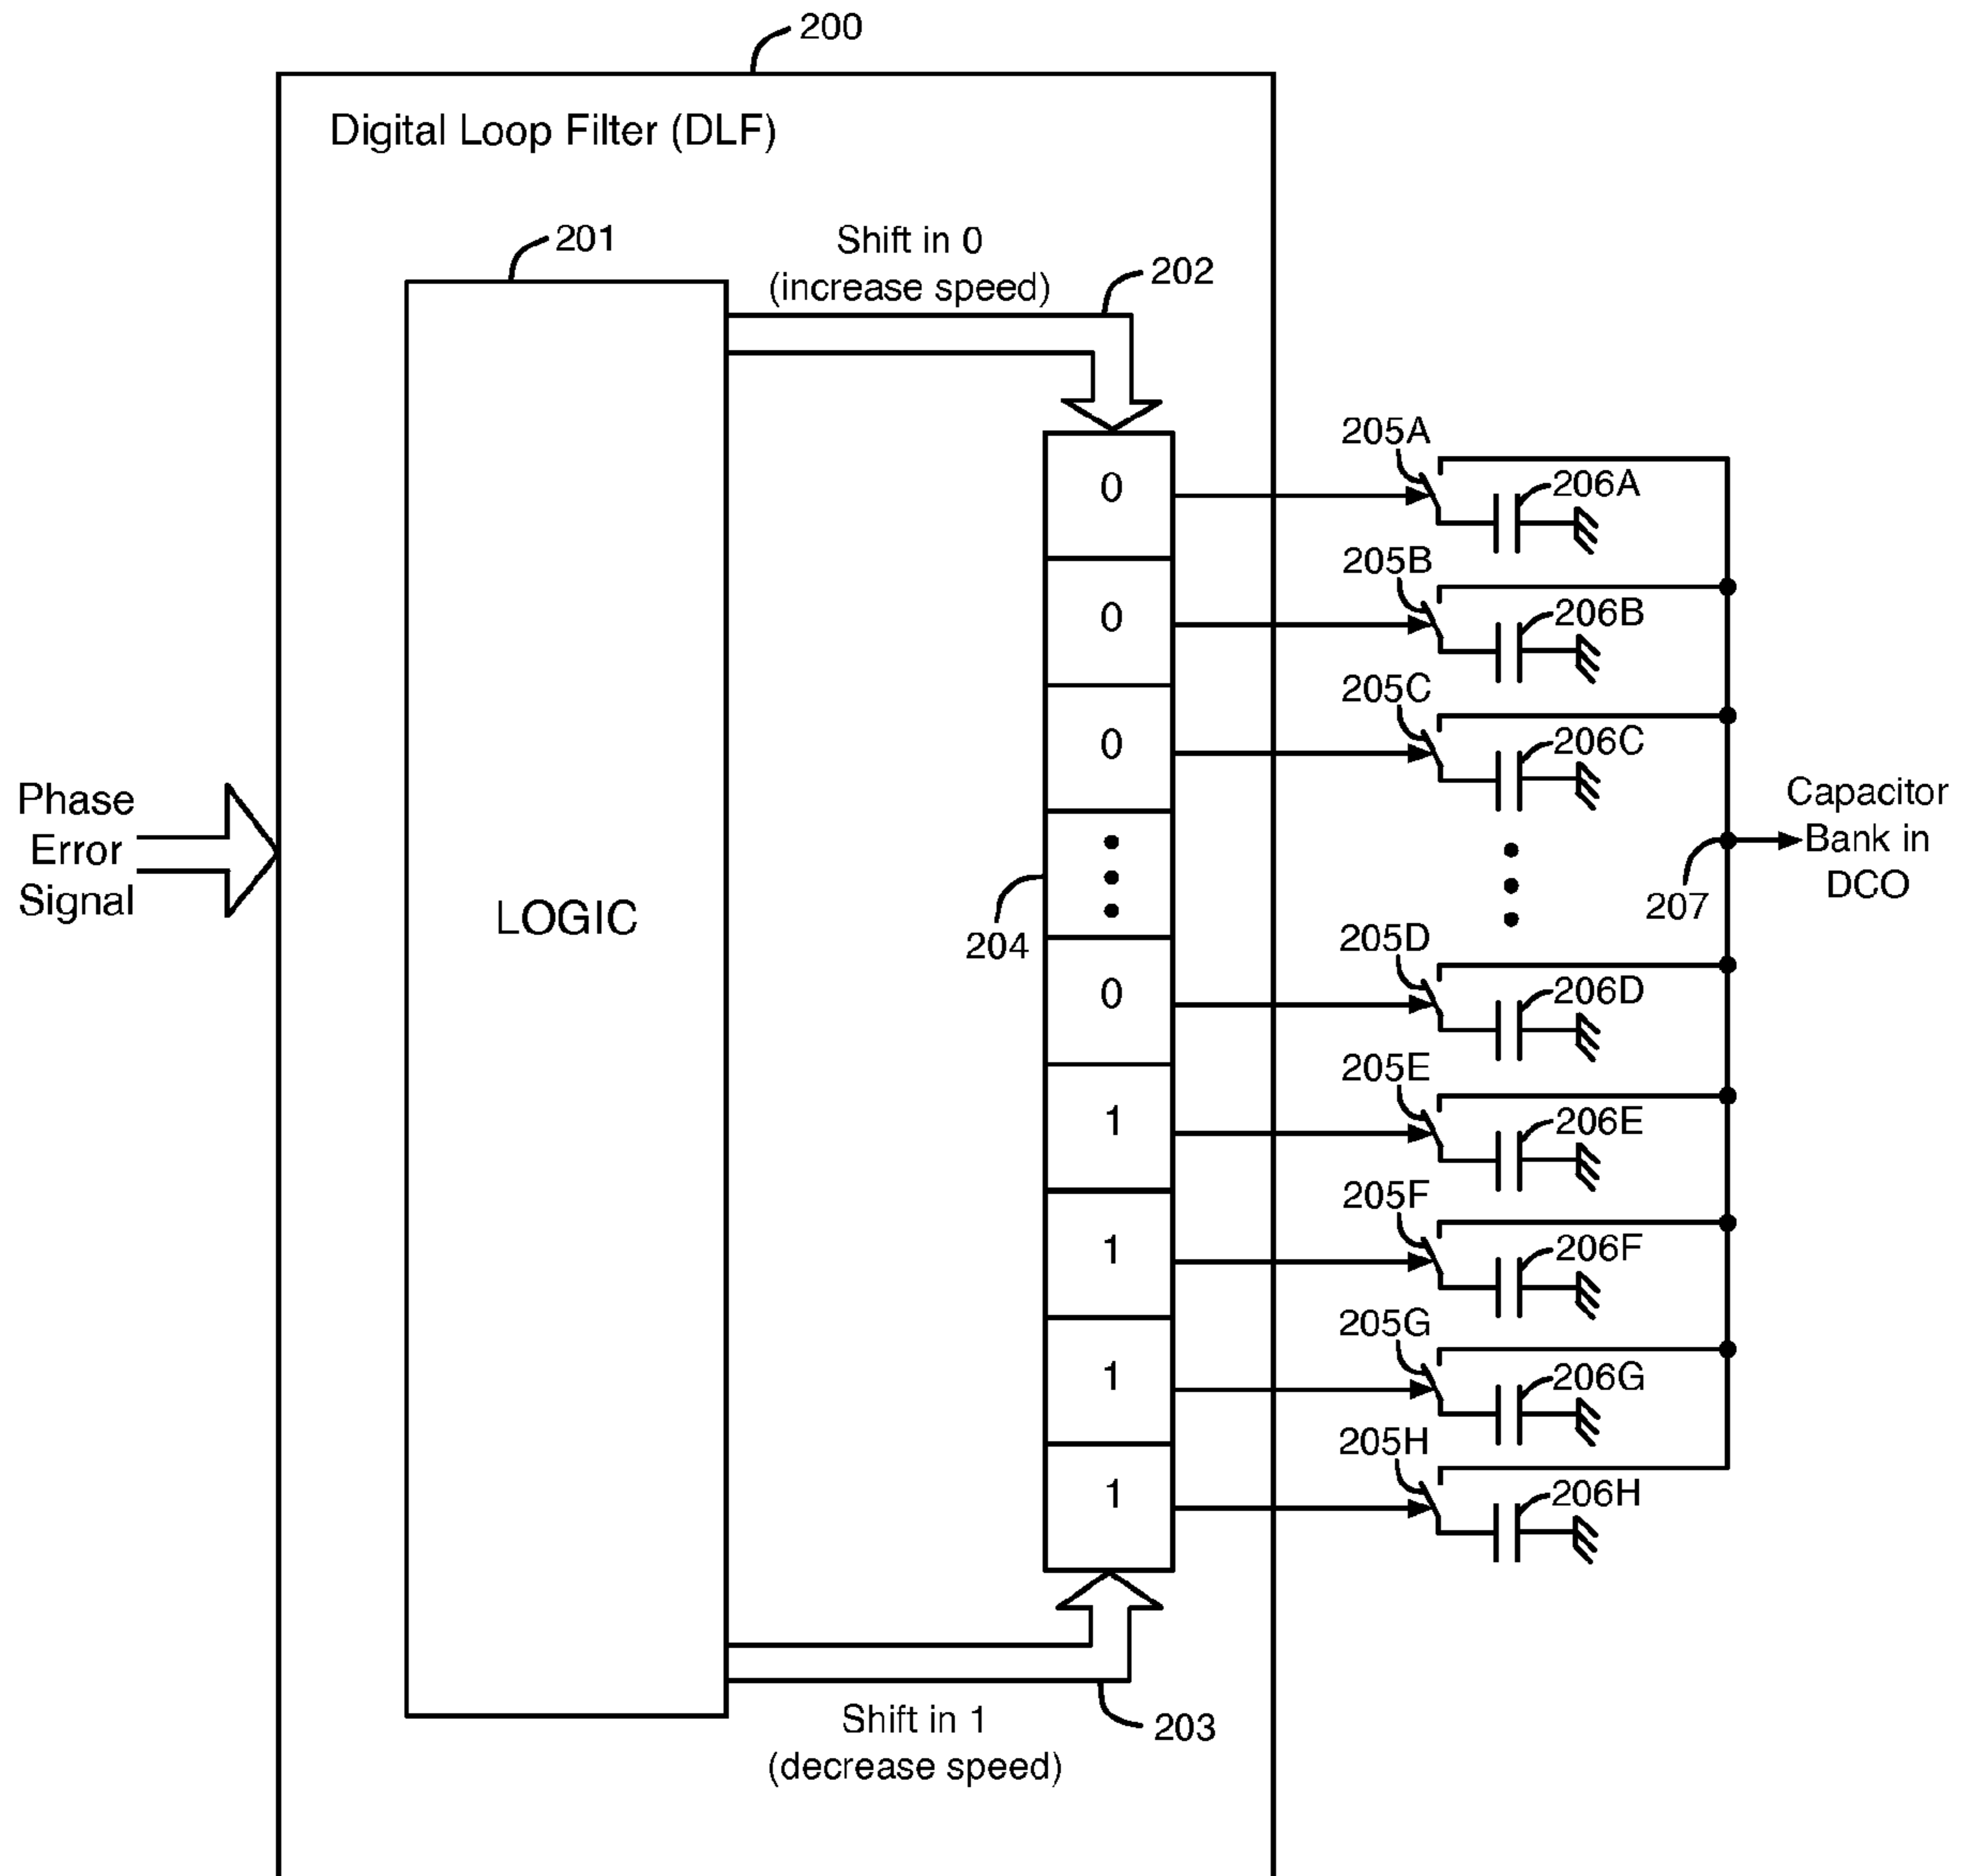 200
Digital Loop Filter (DLF)
201
Shift in 0
(increase speed)
202
205A
0
206A
205B
0
206B
205C
0
206C
Phase
Error
Signal
LOGIC
204
Capacitor
Bank in
DCO
207
205D
0
206D
205E
1
206E
205F
1
206F
205G
1
206G
205H
1
206H
Shift in 1
(decrease speed)
203